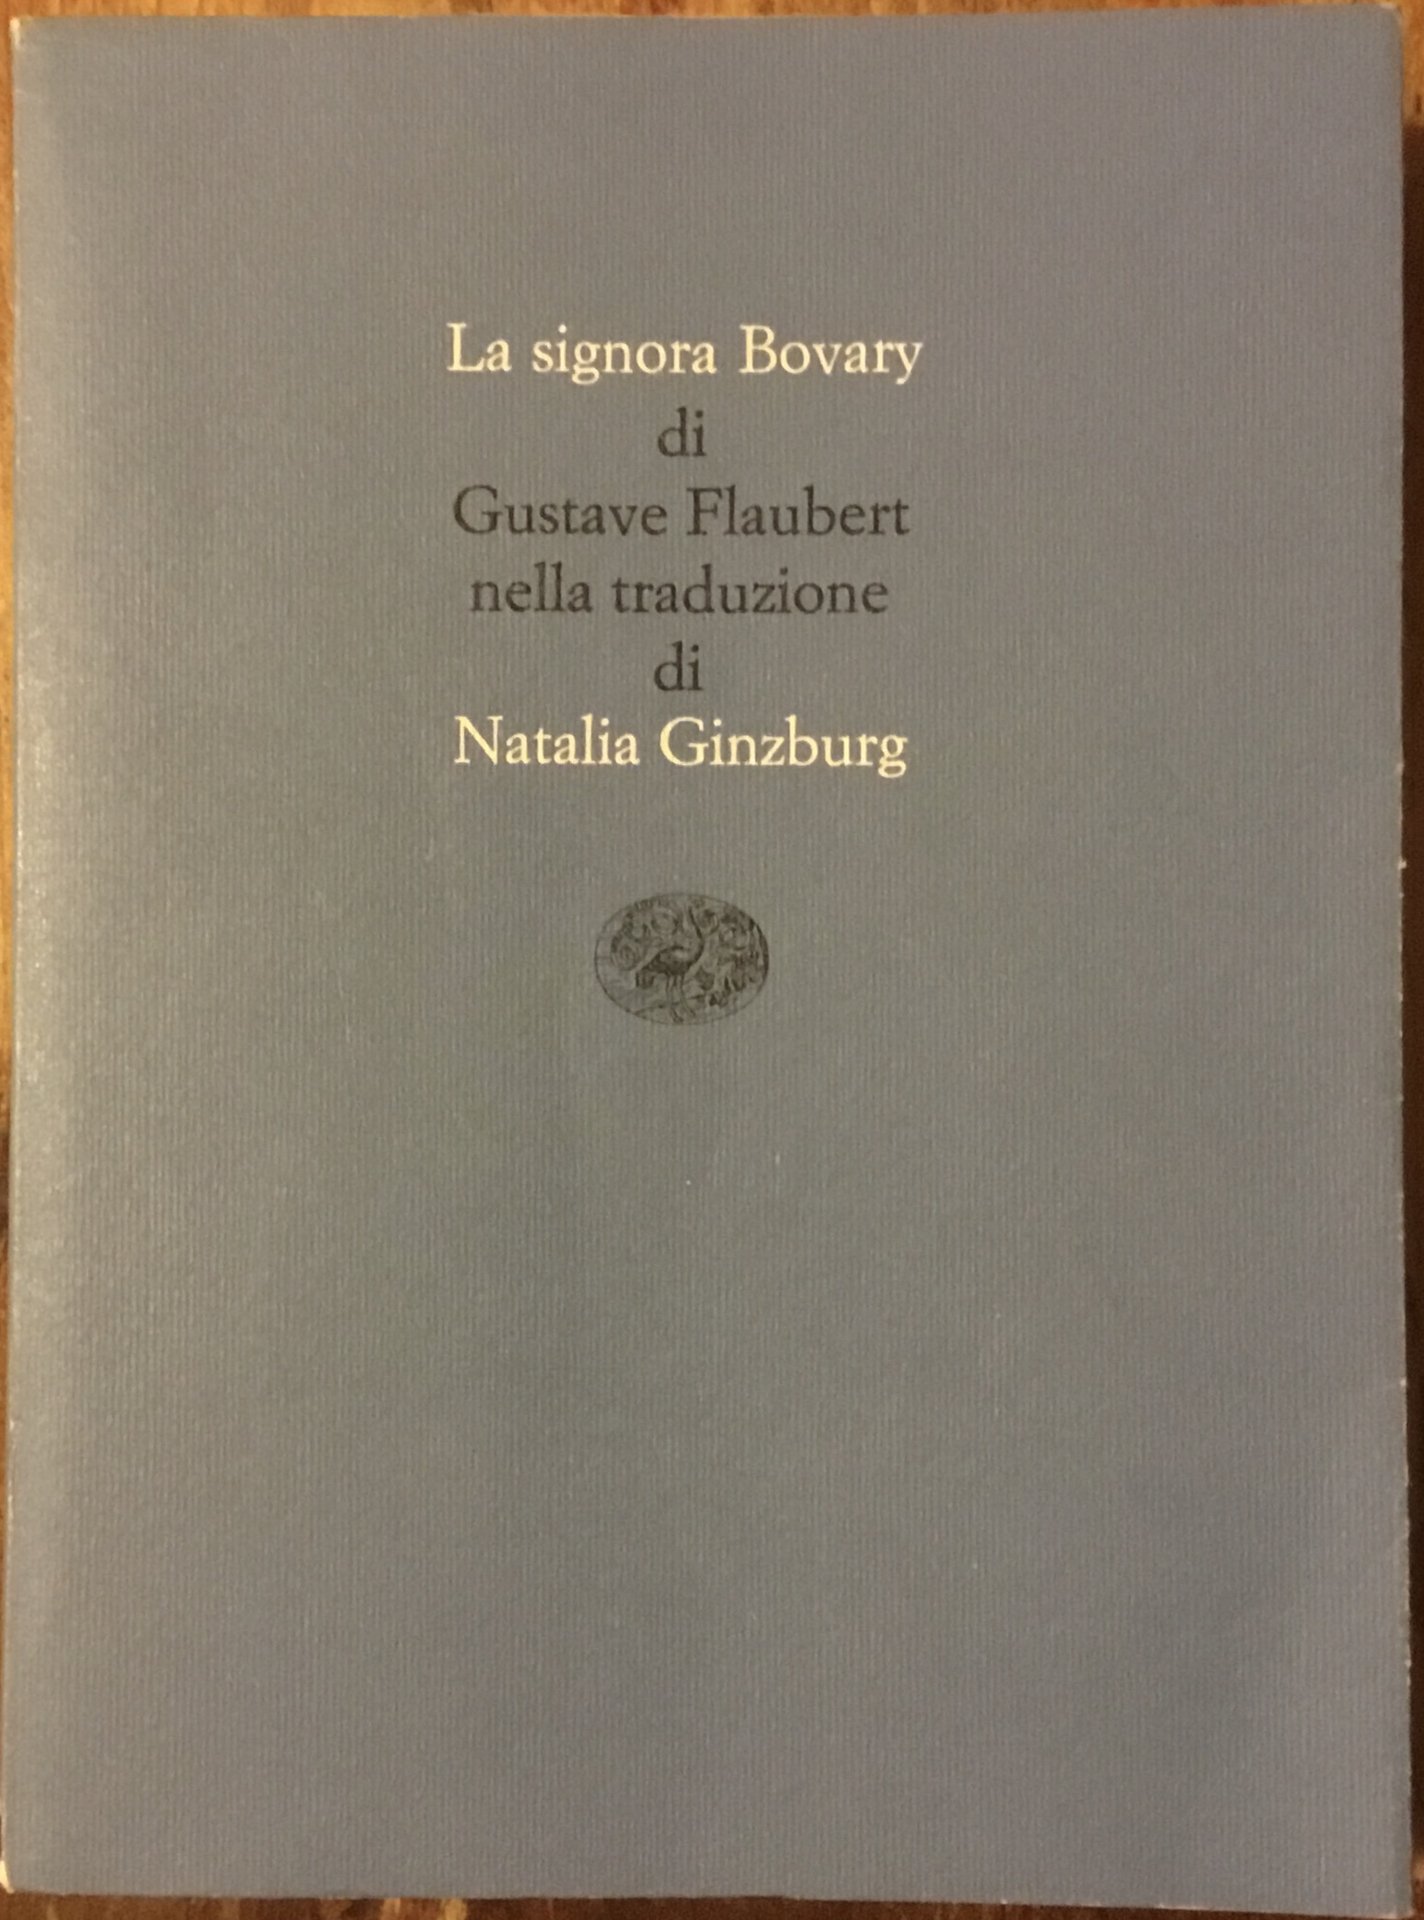 La signora Bovary
di
Gustave Flaubert
nella traduzione
di
Natalia Ginzburg